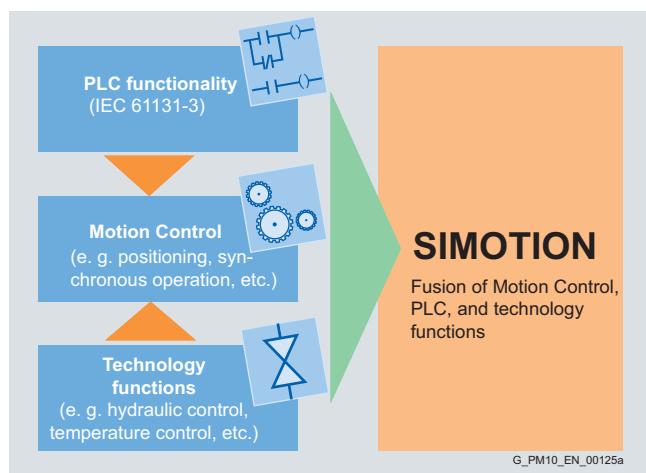 PLC functionality
(IEC 61131-3)
Motion Control
(e. g. positioning, syn-
chronous operation, etc.)
Technology
functions
(e. g. hydraulic control,
temperature control, etc.)
SIMOTION
Fusion of Motion Control,
PLC, and technology
functions
G_PM10_EN_00125a